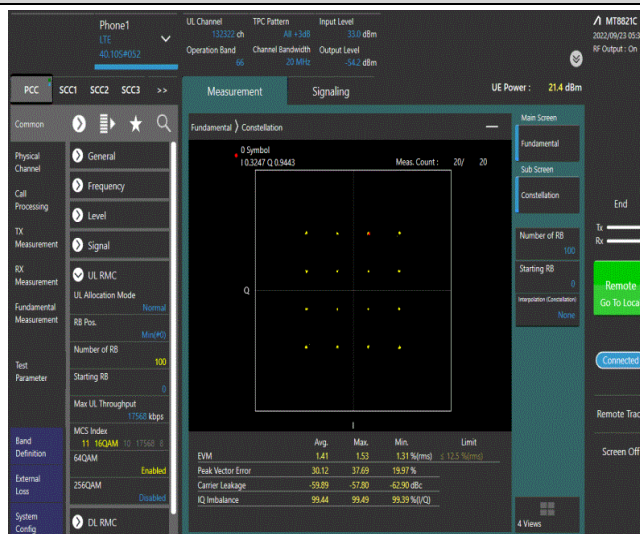 Phone1
LTE
40.105#052
UL Channel
132322 ch
TPC Pattern
All +3dB
Input Level
33.0 dBm
Operation Band
66
Channel Bandwidth
20 MHz
Output Level
-54.2 dBm
MT8821C
2022/09/23 05:3
RF Output : On
PCC SCC1 SCC2 SCC3 >>
Measurement
Signaling
UE Power : 21.4 dBm
Common
Physical
Channel
Call
Processing
TX
Measurement
RX
Measurement
Fundamental
Measurement
Test
Parameter
Band
Definition
External
Loss
System
Config
General
Frequency
Level
Signal
UL RMC
UL Allocation Mode
Normal
RB Pos.
Min(#0)
Number of RB
100
Starting RB
0
Max UL Throughput
17568 kbps
MCS Index
11 16QAM 10 17568 6
64QAM
Enabled
256QAM
Disabled
DL RMC
Fundamental > Constellation
0 Symbol
I 0.3247 Q 0.9443
Meas. Count : 20/ 20
Q
I
Avg. Max. Min. Limit
EVM 1.41 1.53 1.31 %(rms) ≤ 12.5 %(rms)
Peak Vector Error 30.12 37.69 19.97 %
Carrier Leakage -59.89 -57.80 -62.90 dBc
IQ Imbalance 99.44 99.49 99.39 %(I/Q)
Main Screen
Fundamental
Sub Screen
Constellation
Number of RB
100
Starting RB
0
Interpolation (Constellation)
None
4 Views
End
Tx
Rx
Remote
Go To Loca
Connected
Remote Trac
Screen Off